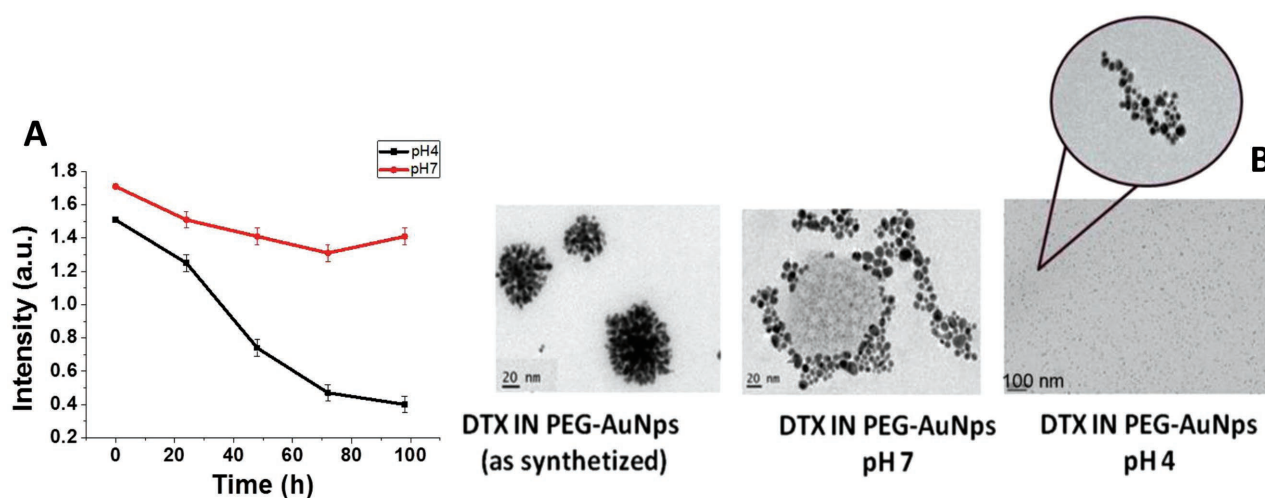 A
pH4
pH7
1.8
1.6
1.4
1.2
1.0
0.8
0.6
0.4
0.2
Intensity (a.u.)
0 20 40 60 80 100
Time (h)
B
20 nm
20 nm
100 nm
DTX IN PEG-AuNps
(as synthetized)
DTX IN PEG-AuNps
pH 7
DTX IN PEG-AuNps
pH 4